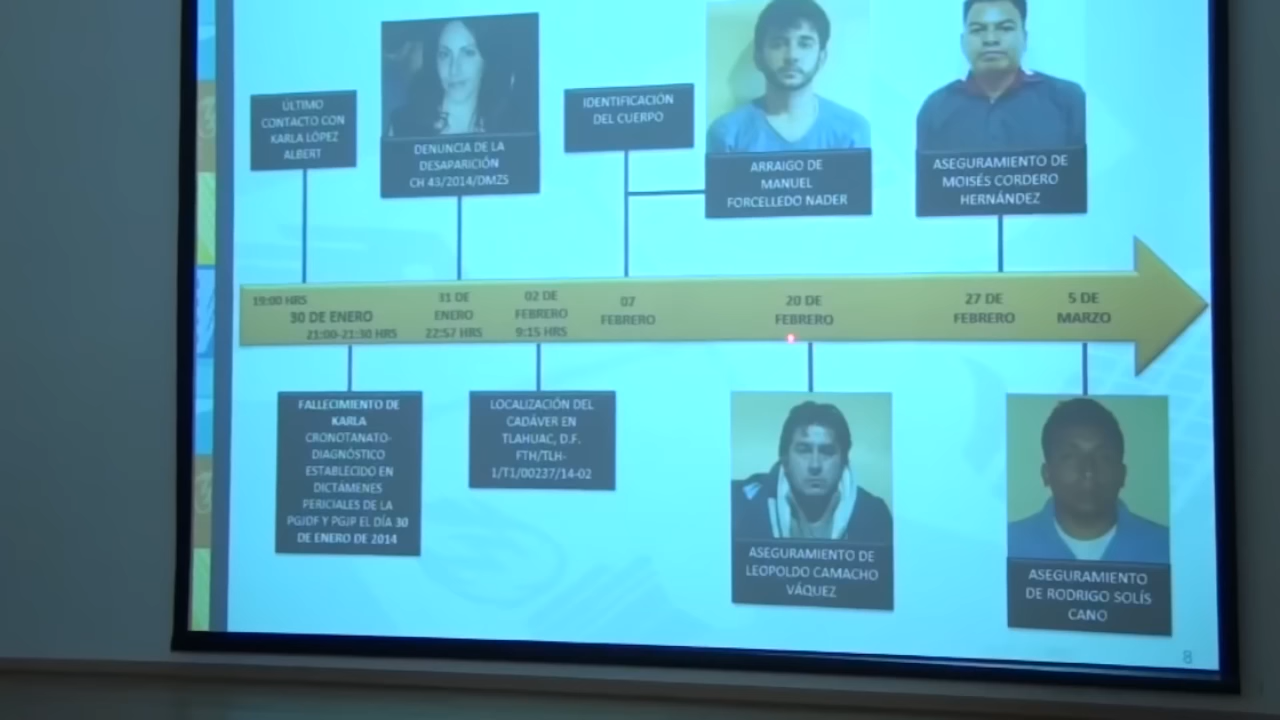 ÚLTIMO
CONTACTO CON
KARLA LÓPEZ
ALBERT
DENUNCIA DE LA
DESAPARICIÓN
CH 43/2014/DMZS
IDENTIFICACIÓN
DEL CUERPO
ARRAIGO DE
MANUEL
FORCELLEDO NADER
ASEGURAMIENTO DE
MOISÉS CORDERO
HERNÁNDEZ
19:00 HRS
30 DE ENERO
21:00-21:30 HRS
31 DE
ENERO
22:57 HRS
02 DE
FEBRERO
9:15 HRS
07
FEBRERO
20 DE
FEBRERO
27 DE
FEBRERO
5 DE
MARZO
FALLECIMIENTO DE
KARLA
CRONOTANATO-
DIAGNÓSTICO
ESTABLECIDO EN
DICTÁMENES
PERICIALES DE LA
PGJDF Y PGJP EL DÍA 30
DE ENERO DE 2014
LOCALIZACIÓN DEL
CADÁVER EN
TLAHUAC, D.F.
FTH/TLH-
1/T1/00237/14-02
ASEGURAMIENTO DE
LEOPOLDO CAMACHO
VÁQUEZ
ASEGURAMIENTO
DE RODRIGO SOLÍS
CANO
8